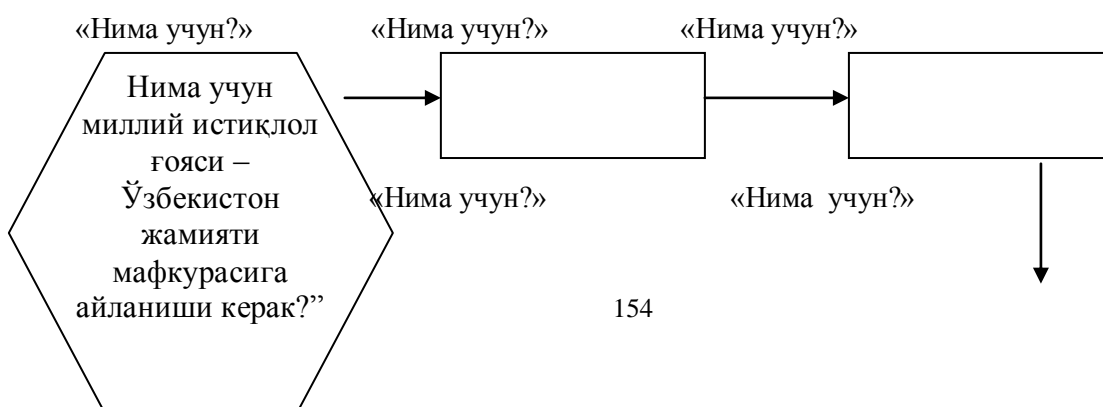 «Нима учун?» «Нима учун?» «Нима учун?»
Нима учун
миллий истиқлол
ғояси –
Ўзбекистон
жамияти
мафкурасига
айланиши керак?”
«Нима учун?» «Нима учун?»
154